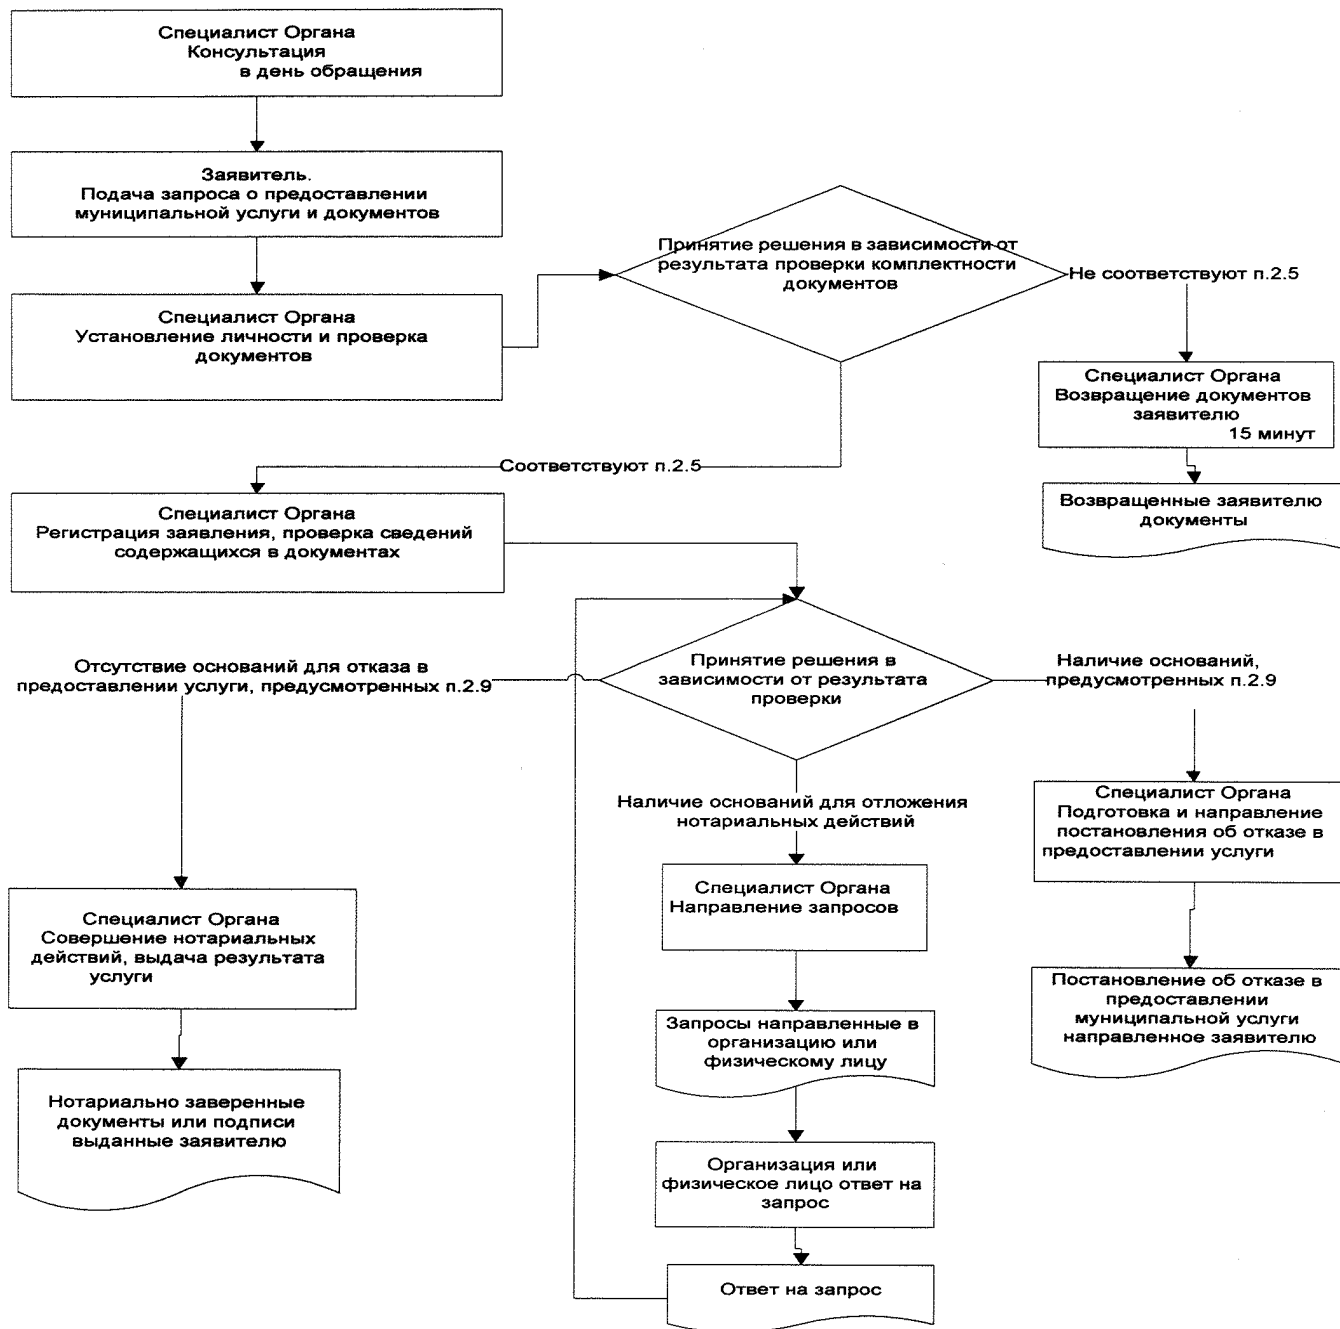 Специалист Органа
Консультация
в день обращения
Заявитель.
Подача запроса о предоставлении
муниципальной услуги и документов
Специалист Органа
Установление личности и проверка
документов
Принятие решения в зависимости от
результата проверки комплектности
документов
Не соответствуют п.2.5
Специалист Органа
Возвращение документов
заявителю
15 минут
Возвращенные заявителю
документы
Соответствуют п.2.5
Специалист Органа
Регистрация заявления, проверка сведений
содержащихся в документах
Принятие решения в
зависимости от результата
проверки
Отсутствие оснований для отказа в
предоставлении услуги, предусмотренных п.2.9
Наличие оснований,
предусмотренных п.2.9
Наличие оснований для отложения
нотариальных действий
Специалист Органа
Подготовка и направление
постановления об отказе в
предоставлении услуги
Специалист Органа
Направление запросов
Специалист Органа
Совершение нотариальных
действий, выдача результата
услуги
Постановление об отказе в
предоставлении
муниципальной услуги
направленное заявителю
Запросы направленные в
организацию или
физическому лицу
Нотариально заверенные
документы или подписи
выданные заявителю
Организация или
физическое лицо ответ на
запрос
Ответ на запрос